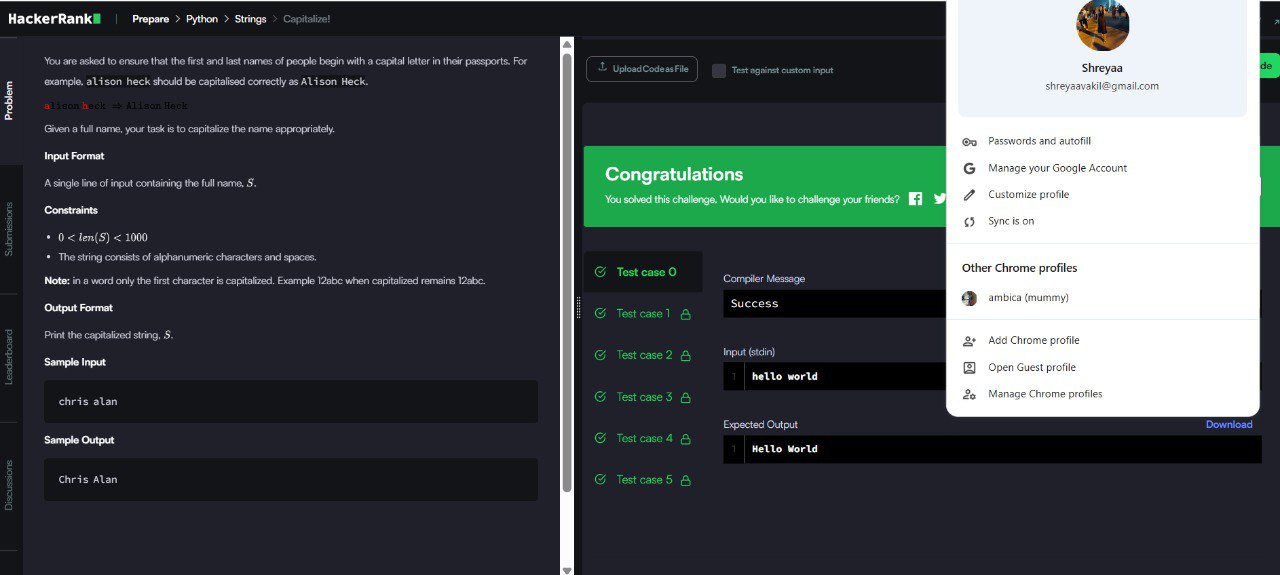 HackerRank | Prepare > Python > Strings > Capitalize!
Problem
Submissions
Leaderboard
Discussions
You are asked to ensure that the first and last names of people begin with a capital letter in their passports. For
example, alison heck should be capitalised correctly as Alison Heck.
alison heck ⇒ Alison Heck
Given a full name, your task is to capitalize the name appropriately.
Input Format
A single line of input containing the full name, S.
Constraints
• 0 < len(S) < 1000
• The string consists of alphanumeric characters and spaces.
Note: in a word only the first character is capitalized. Example 12abc when capitalized remains 12abc.
Output Format
Print the capitalized string, S.
Sample Input
chris alan
Sample Output
Chris Alan
Upload Code as File
Test against custom input
de
Congratulations
You solved this challenge. Would you like to challenge your friends?
Test case 0
Test case 1
Test case 2
Test case 3
Test case 4
Test case 5
Compiler Message
Success
Input (stdin)
1 hello world
Expected Output
Download
1 Hello World
Shreyaa
shreyaavakil@gmail.com
Passwords and autofill
Manage your Google Account
Customize profile
Sync is on
Other Chrome profiles
ambica (mummy)
Add Chrome profile
Open Guest profile
Manage Chrome profiles